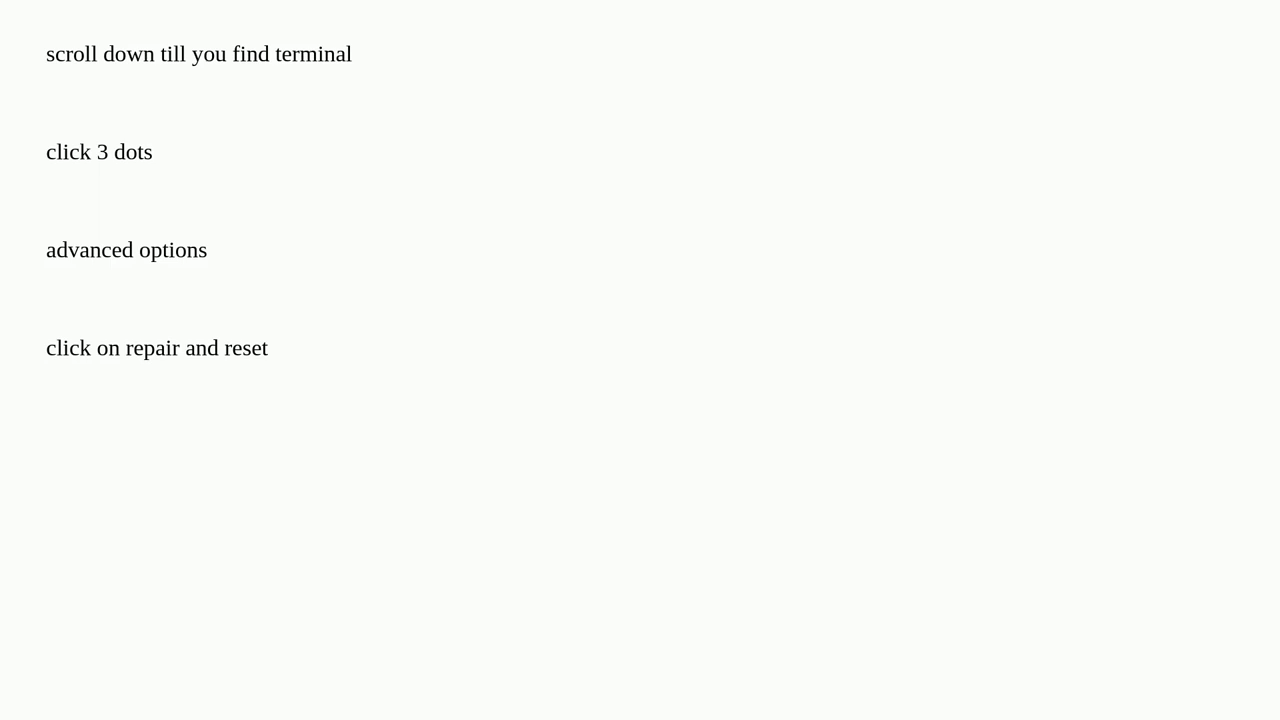 scroll down till you find terminal
click 3 dots
advanced options
click on repair and reset